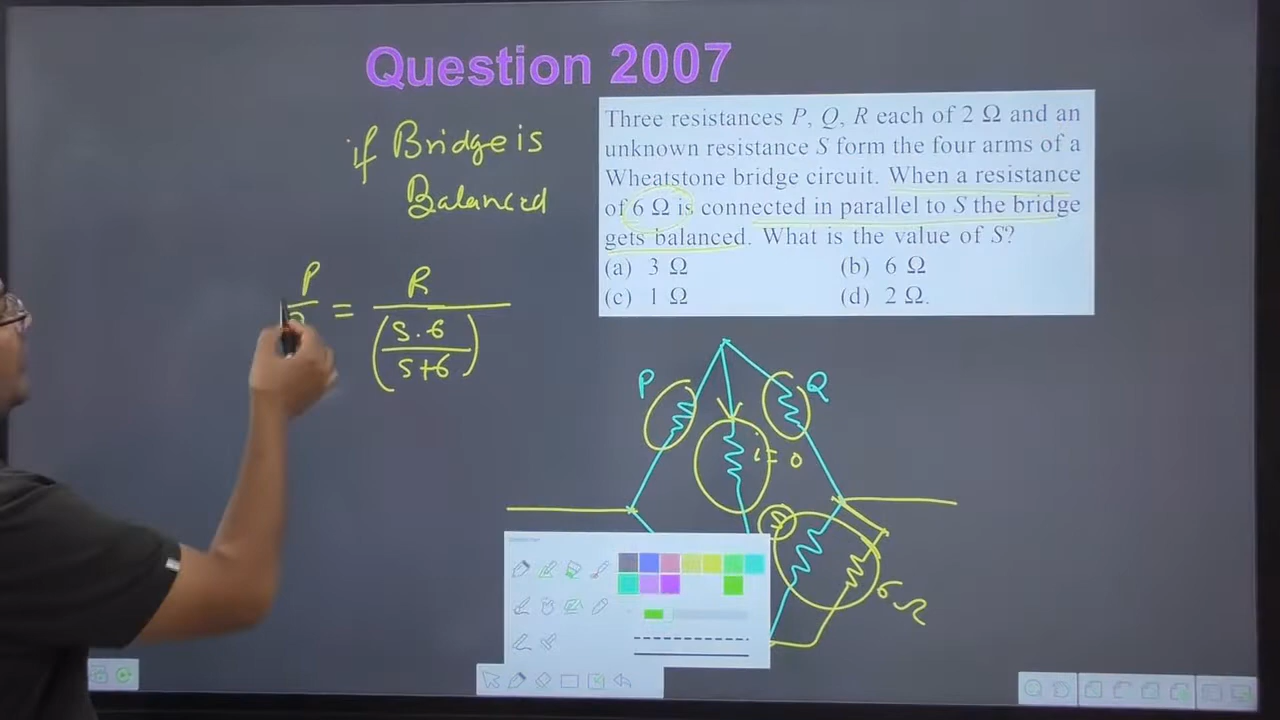 Question 2007
if Bridge is
Balanced
Three resistances P, Q, R each of 2 Ω and an
unknown resistance S form the four arms of a
Wheatstone bridge circuit. When a resistance
of 6 Ω is connected in parallel to S the bridge
gets balanced. What is the value of S?
(a) 3 Ω (b) 6 Ω
(c) 1 Ω (d) 2 Ω.
P
= R
(S.6
S+6)
P
Q
i=0
S
6Ω